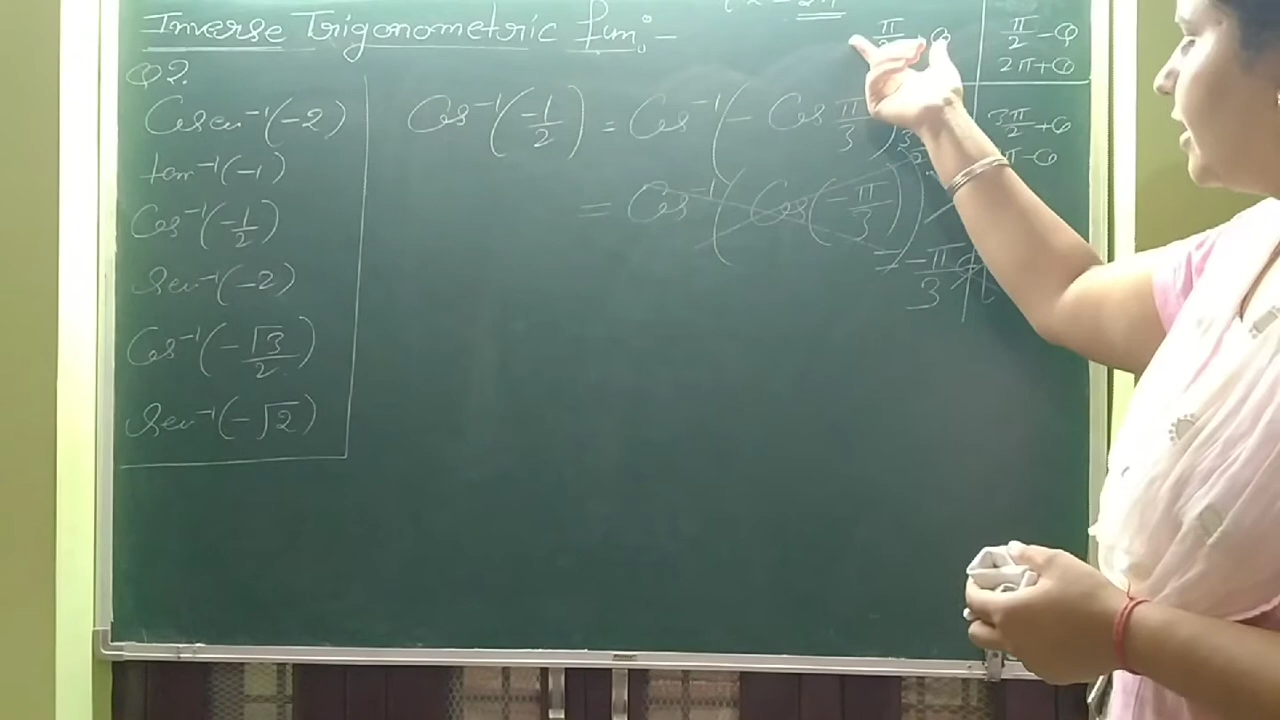 Inverse Trigonometric fun: -
Q2.
Cosec⁻¹(-2)
tan⁻¹(-1)
Cos⁻¹(-1/2)
Sec⁻¹(-2)
Cos⁻¹(-√3/2)
Sec⁻¹(-√2)
Cos⁻¹(-1/2) = Cos⁻¹(- Cos π/3)
= Cos⁻¹(Cos(-π/3))
= -π/3
π/2 - θ
2π + θ
3π/2 + θ